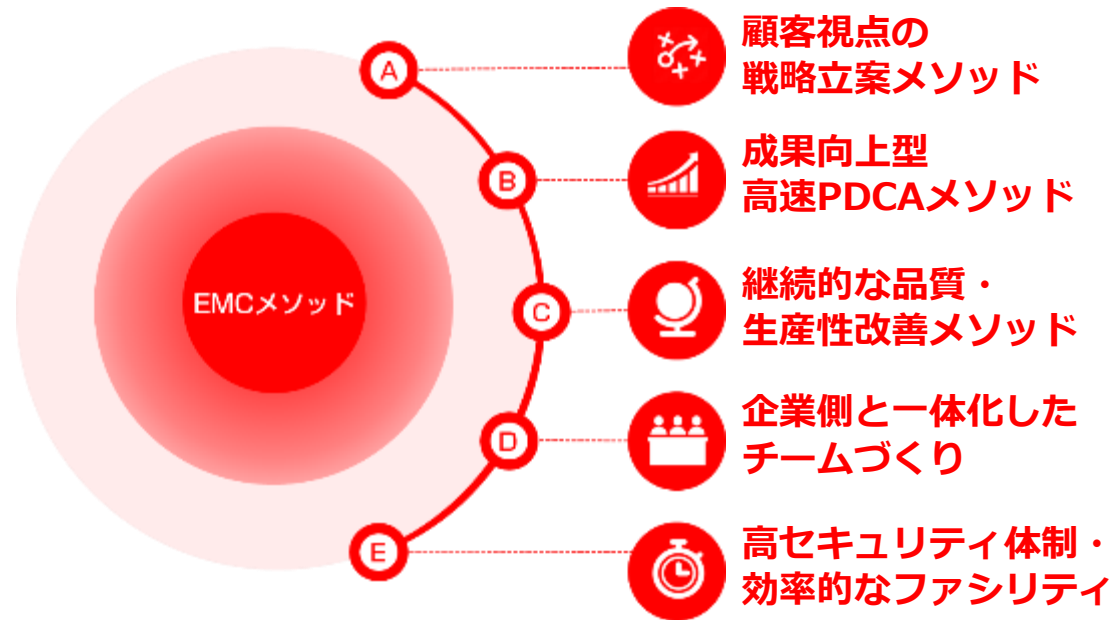 EMCメソッド
A
顧客視点の
戦略立案メソッド
B
成果向上型
高速PDCAメソッド
C
継続的な品質・
生産性改善メソッド
D
企業側と一体化した
チームづくり
E
高セキュリティ体制・
効率的なファシリティ